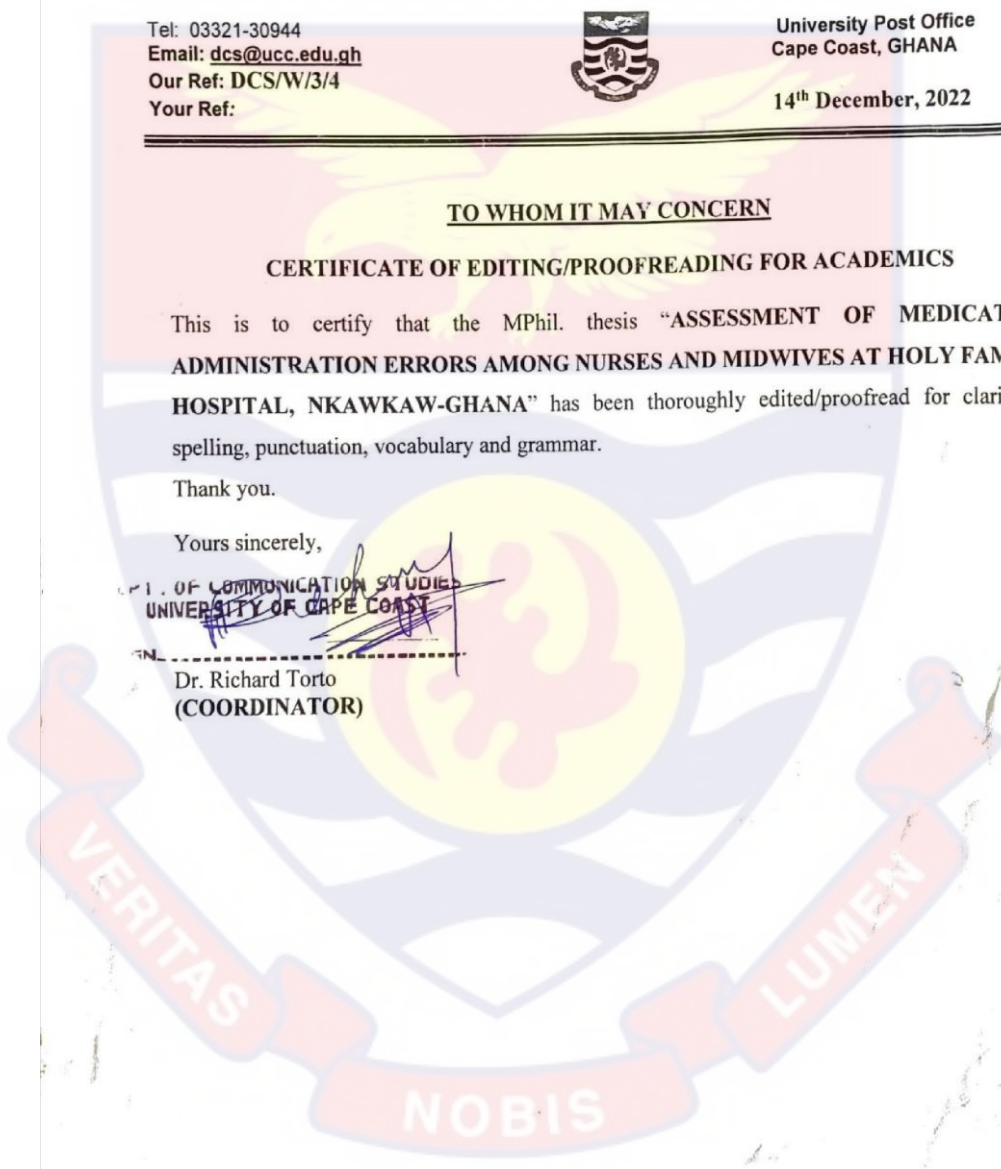 Tel: 03321-30944
Email: dcs@ucc.edu.gh
Our Ref: DCS/W/3/4
Your Ref:
University Post Office
Cape Coast, GHANA
14th December, 2022
TO WHOM IT MAY CONCERN
CERTIFICATE OF EDITING/PROOFREADING FOR ACADEMICS
This is to certify that the MPhil. thesis “ASSESSMENT OF MEDICAT
ADMINISTRATION ERRORS AMONG NURSES AND MIDWIVES AT HOLY FAM
HOSPITAL, NKAWKAW-GHANA” has been thoroughly edited/proofread for clari
spelling, punctuation, vocabulary and grammar.
Thank you.
Yours sincerely,
OF COMMUNICATION STUDIES
UNIVERSITY OF CAPE COAST
Dr. Richard Torto
(COORDINATOR)
VERITAS
NOBIS
LUMEN